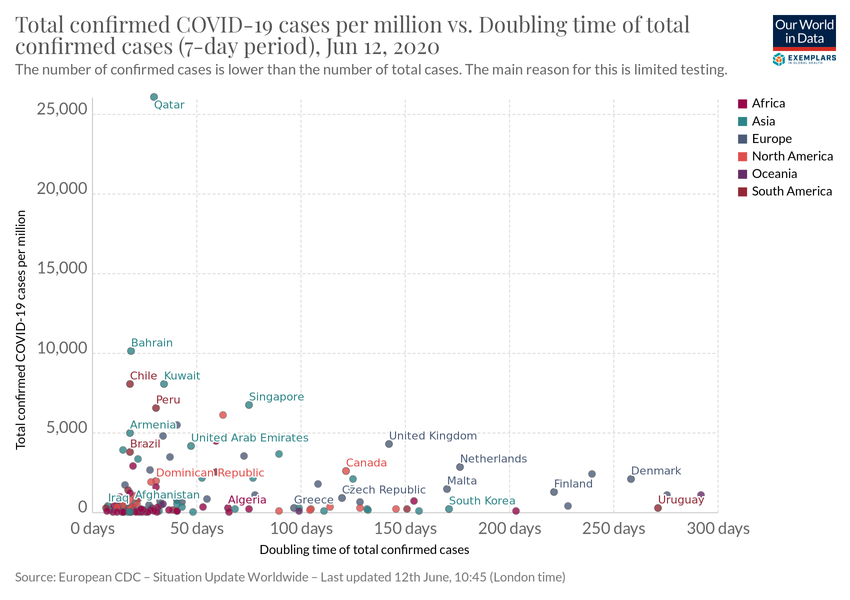 Total confirmed COVID-19 cases per million vs. Doubling time of total
confirmed cases (7-day period), Jun 12, 2020
The number of confirmed cases is lower than the number of total cases. The main reason for this is limited testing.
Our World
in Data
EXEMPLARS
IN GLOBAL HEALTH
Africa
Asia
Europe
North America
Oceania
South America
Total confirmed COVID-19 cases per million
25,000
20,000
15,000
10,000
5,000
0
Qatar
Bahrain
Chile
Kuwait
Peru
Singapore
Armenia
Brazil
United Arab Emirates
United Kingdom
Dominican Republic
Canada
Netherlands
Denmark
Malta
Finland
Czech Republic
Iraq
Afghanistan
Algeria
Greece
South Korea
Uruguay
0 days
50 days
100 days
150 days
200 days
250 days
300 days
Doubling time of total confirmed cases
Source: European CDC – Situation Update Worldwide – Last updated 12th June, 10:45 (London time)